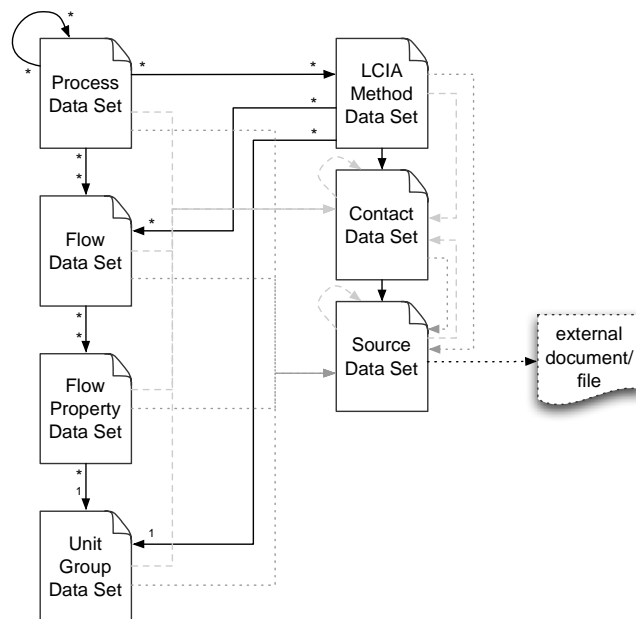 *
*
*
*
Process
Data Set
LCIA
Method
Data Set
*
*
*
*
*
Flow
Data Set
Contact
Data Set
*
*
Source
Data Set
external
document/
file
Flow
Property
Data Set
*
1
1
Unit
Group
Data Set